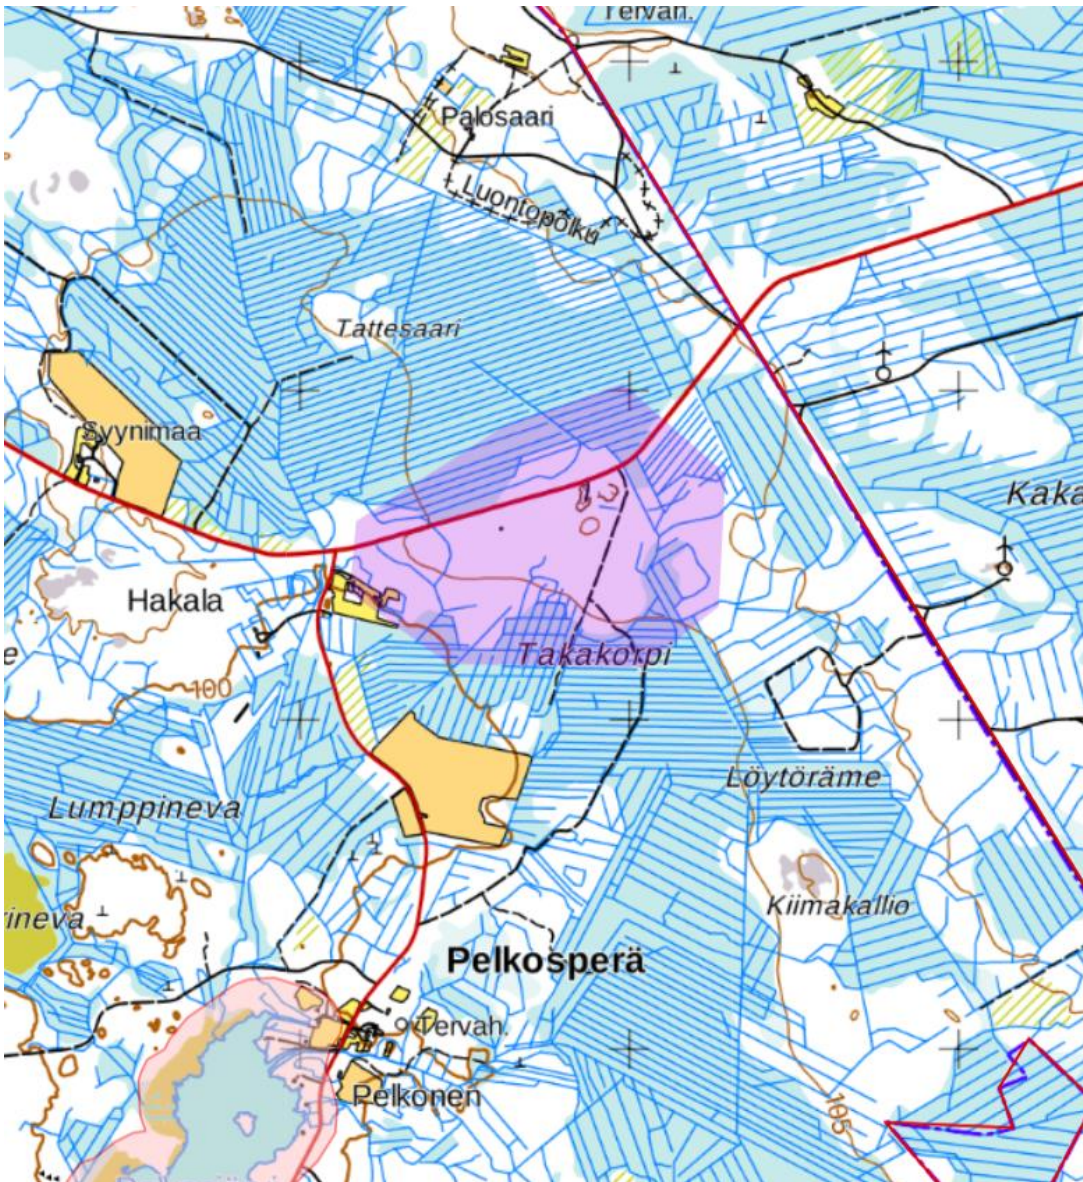 Tervah.
Palosaari
Luontopolku
Tattesaari
Syynimaa
Kaka
Hakala
e
Takakorpi
100
Löytöräme
Lumppineva
Kiimakallio
rineva
Pelkosperä
Tervah.
Pelkonen
105